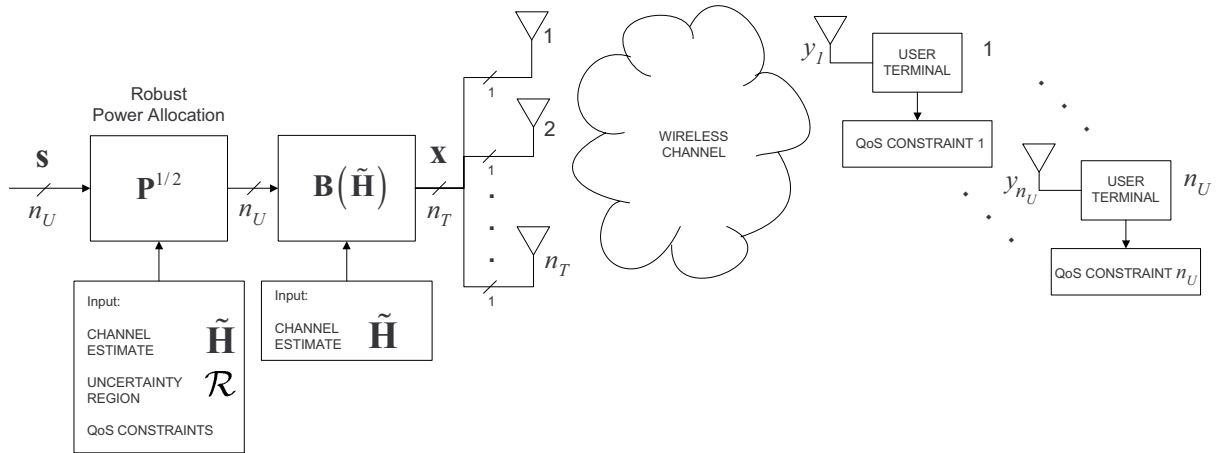 Robust
Power Allocation
s
n_U
P^{1/2}
n_U
B(H̃)
x
n_T
1
1
2
1
n_T
1
WIRELESS
CHANNEL
y_1
USER
TERMINAL
1
QoS CONSTRAINT 1
y_{n_U}
USER
TERMINAL
n_U
QoS CONSTRAINT n_U
Input:
CHANNEL
ESTIMATE H̃
UNCERTAINTY
REGION ℛ
QoS CONSTRAINTS
Input:
CHANNEL
ESTIMATE H̃